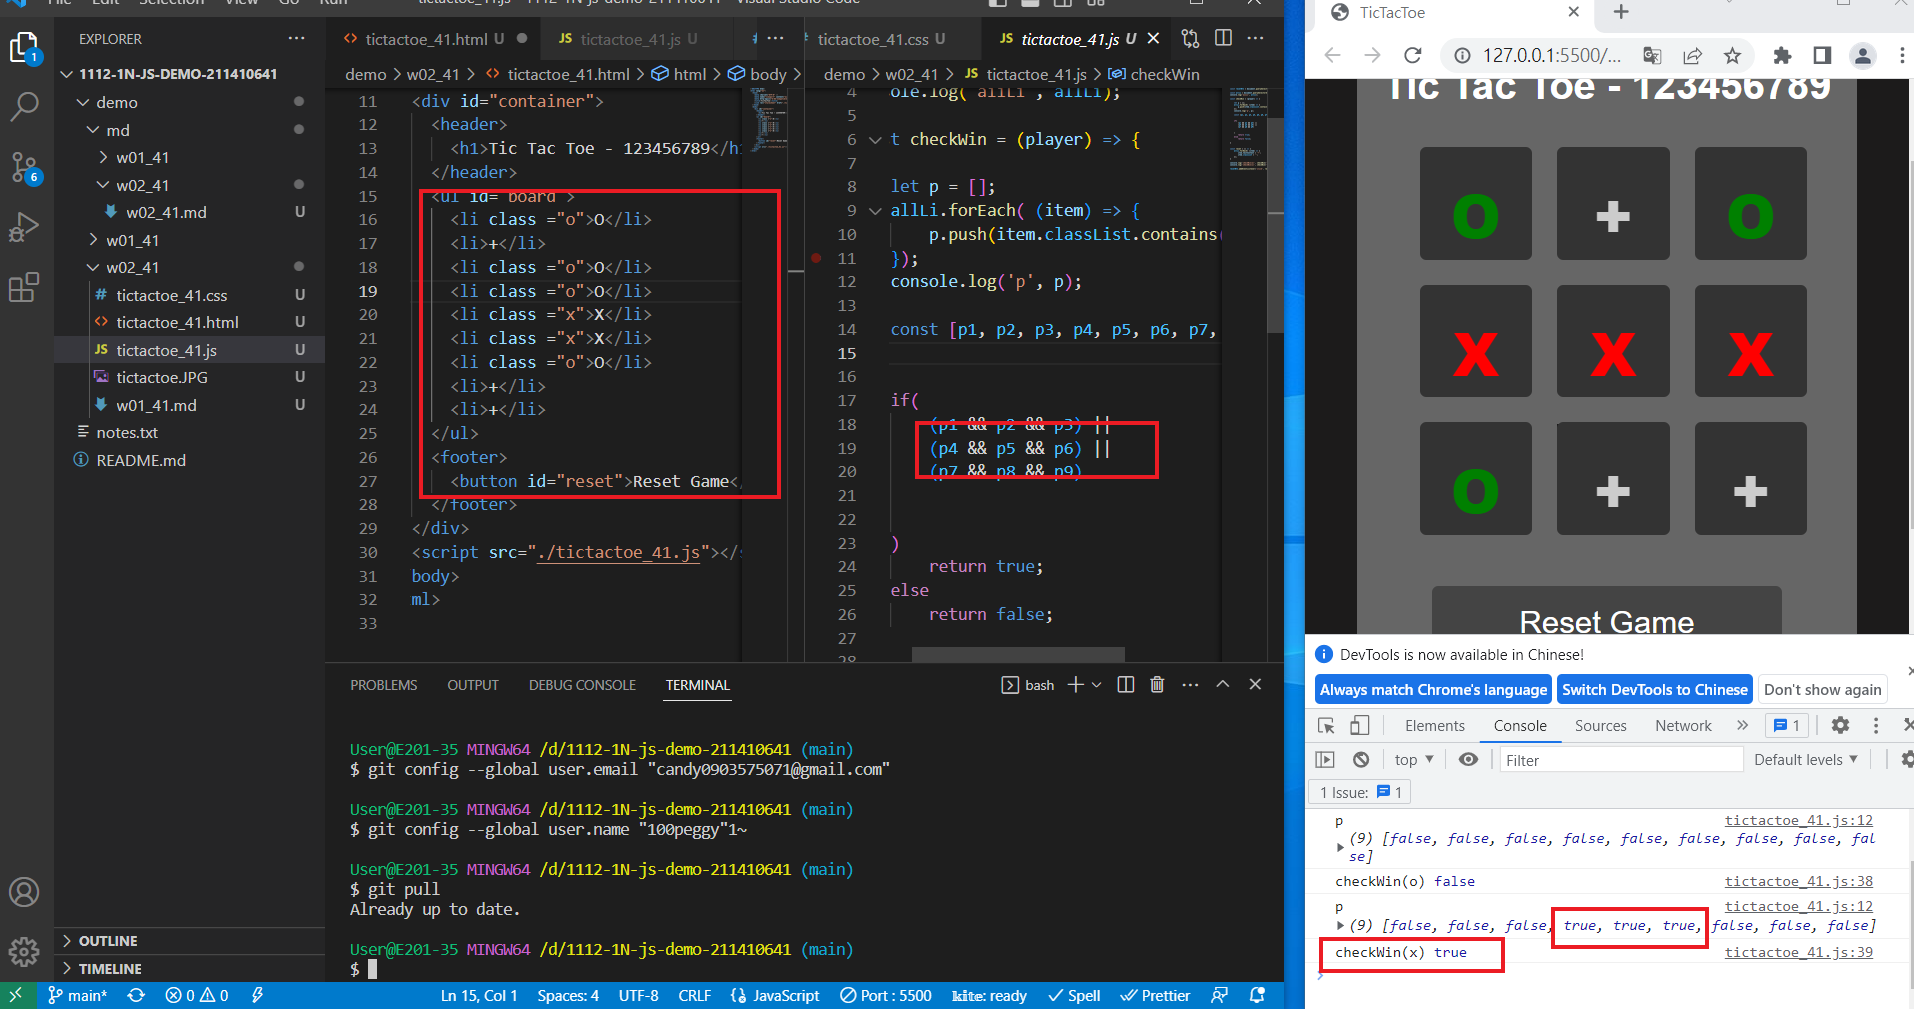 File Edit Selection View Go Run
tictactoe_41.js - 1112-1N-js-demo-211410641 - Visual Studio Code
EXPLORER
1112-1N-JS-DEMO-211410641
demo
md
w01_41
w02_41
w02_41.md U
w01_41
w02_41
tictactoe_41.css U
tictactoe_41.html U
JS tictactoe_41.js U
tictactoe.JPG U
w01_41.md U
notes.txt
README.md
OUTLINE
TIMELINE
1
6
tictactoe_41.html U
JS tictactoe_41.js U
demo > w02_41 > tictactoe_41.html > html > body >
11 <div id="container">
12 <header>
13 <h1>Tic Tac Toe - 123456789</h1
14 </header>
15 <ul id="board">
16 <li class ="o">O</li>
17 <li>+</li>
18 <li class ="o">O</li>
19 <li class ="o">O</li>
20 <li class ="x">X</li>
21 <li class ="x">X</li>
22 <li class ="o">O</li>
23 <li>+</li>
24 <li>+</li>
25 </ul>
26 <footer>
27 <button id="reset">Reset Game</
28 </footer>
29 </div>
30 <script src="./tictactoe_41.js"></s
31 body>
32 ml>
33
tictactoe_41.css U
JS tictactoe_41.js U
demo > w02_41 > JS tictactoe_41.js > checkWin
4 ole.log('allLi', allLi);
5
6 t checkWin = (player) => {
7
8 let p = [];
9 allLi.forEach( (item) => {
10 p.push(item.classList.contains(
11 });
12 console.log('p', p);
13
14 const [p1, p2, p3, p4, p5, p6, p7,
15
16
17 if(
18 (p1 && p2 && p3) ||
19 (p4 && p5 && p6) ||
20 (p7 && p8 && p9)
21
22
23 )
24 return true;
25 else
26 return false;
27
28
PROBLEMS OUTPUT DEBUG CONSOLE TERMINAL
bash
User@E201-35 MINGW64 /d/1112-1N-js-demo-211410641 (main)
$ git config --global user.email "candy0903575071@gmail.com"
User@E201-35 MINGW64 /d/1112-1N-js-demo-211410641 (main)
$ git config --global user.name "100peggy"1~
User@E201-35 MINGW64 /d/1112-1N-js-demo-211410641 (main)
$ git pull
Already up to date.
User@E201-35 MINGW64 /d/1112-1N-js-demo-211410641 (main)
$
main* 0 0 Ln 15, Col 1 Spaces: 4 UTF-8 CRLF {} JavaScript Port : 5500 kite: ready Spell Prettier
TicTacToe
127.0.0.1:5500/...
Tic Tac Toe - 123456789
O + O
X X X
O + +
Reset Game
DevTools is now available in Chinese!
Always match Chrome's language Switch DevTools to Chinese Don't show again
Elements Console Sources Network » 1
top Filter Default levels
1 Issue: 1
p tictactoe_41.js:12
(9) [false, false, false, false, false, false, false, false, fal
se]
checkWin(o) false tictactoe_41.js:38
p tictactoe_41.js:12
(9) [false, false, false, true, true, true, false, false, false]
checkWin(x) true tictactoe_41.js:39